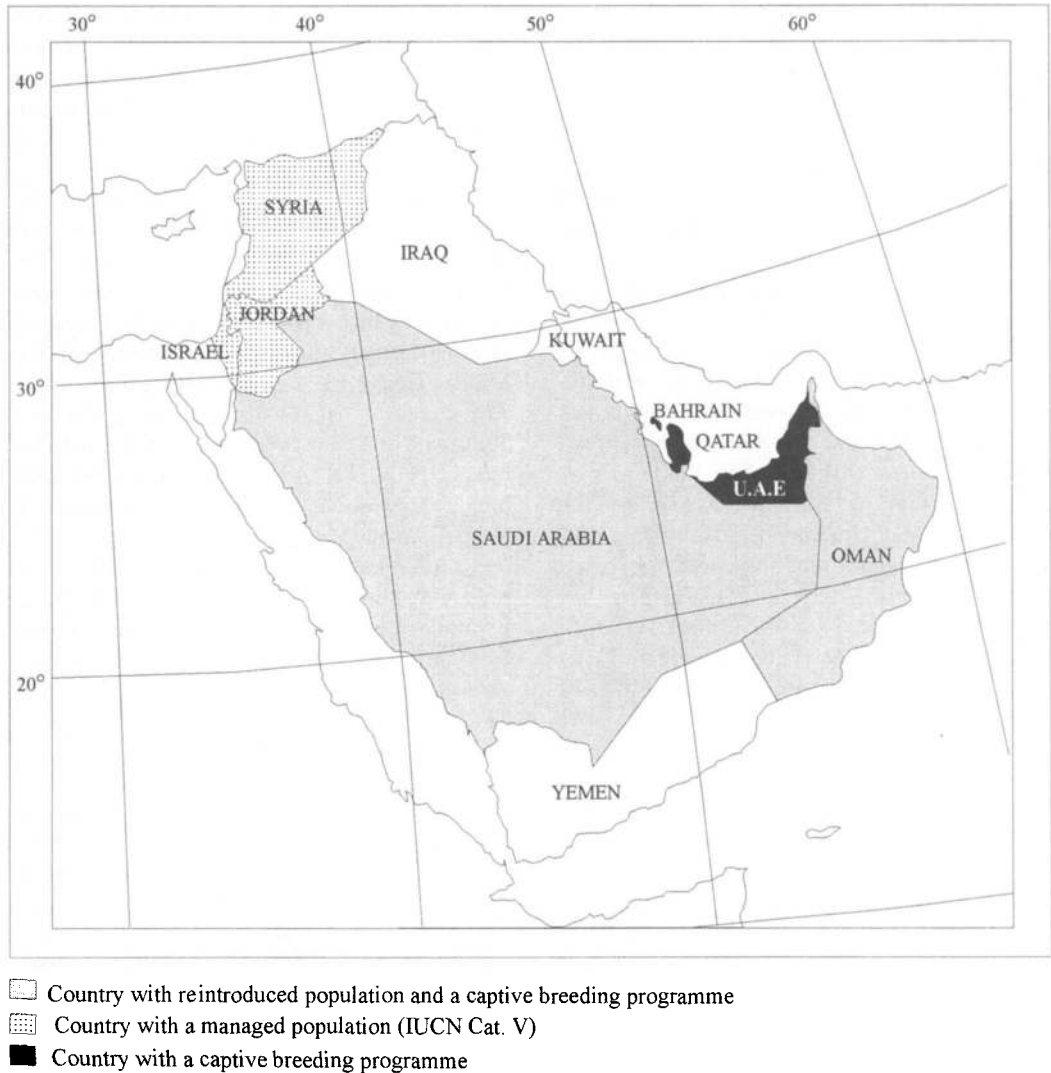 30° 40° 50° 60°
40°
SYRIA
IRAQ
JORDAN
KUWAIT
ISRAEL
30°
BAHRAIN
QATAR
U.A.E
SAUDI ARABIA
OMAN
20°
YEMEN
Country with reintroduced population and a captive breeding programme
Country with a managed population (IUCN Cat. V)
Country with a captive breeding programme